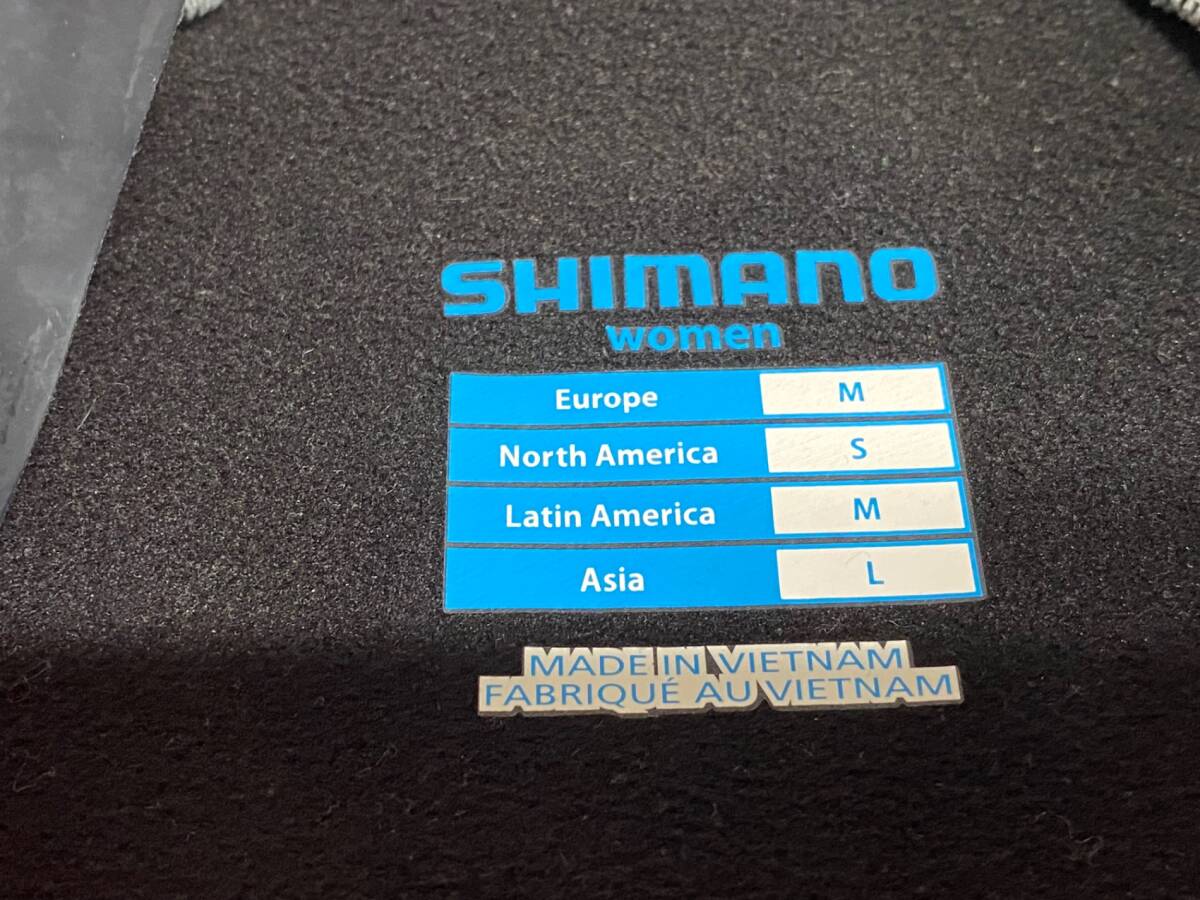 SHIMANO
women
Europe M
North America S
Latin America M
Asia L
MADE IN VIETNAM
FABRIQUÉ AU VIETNAM